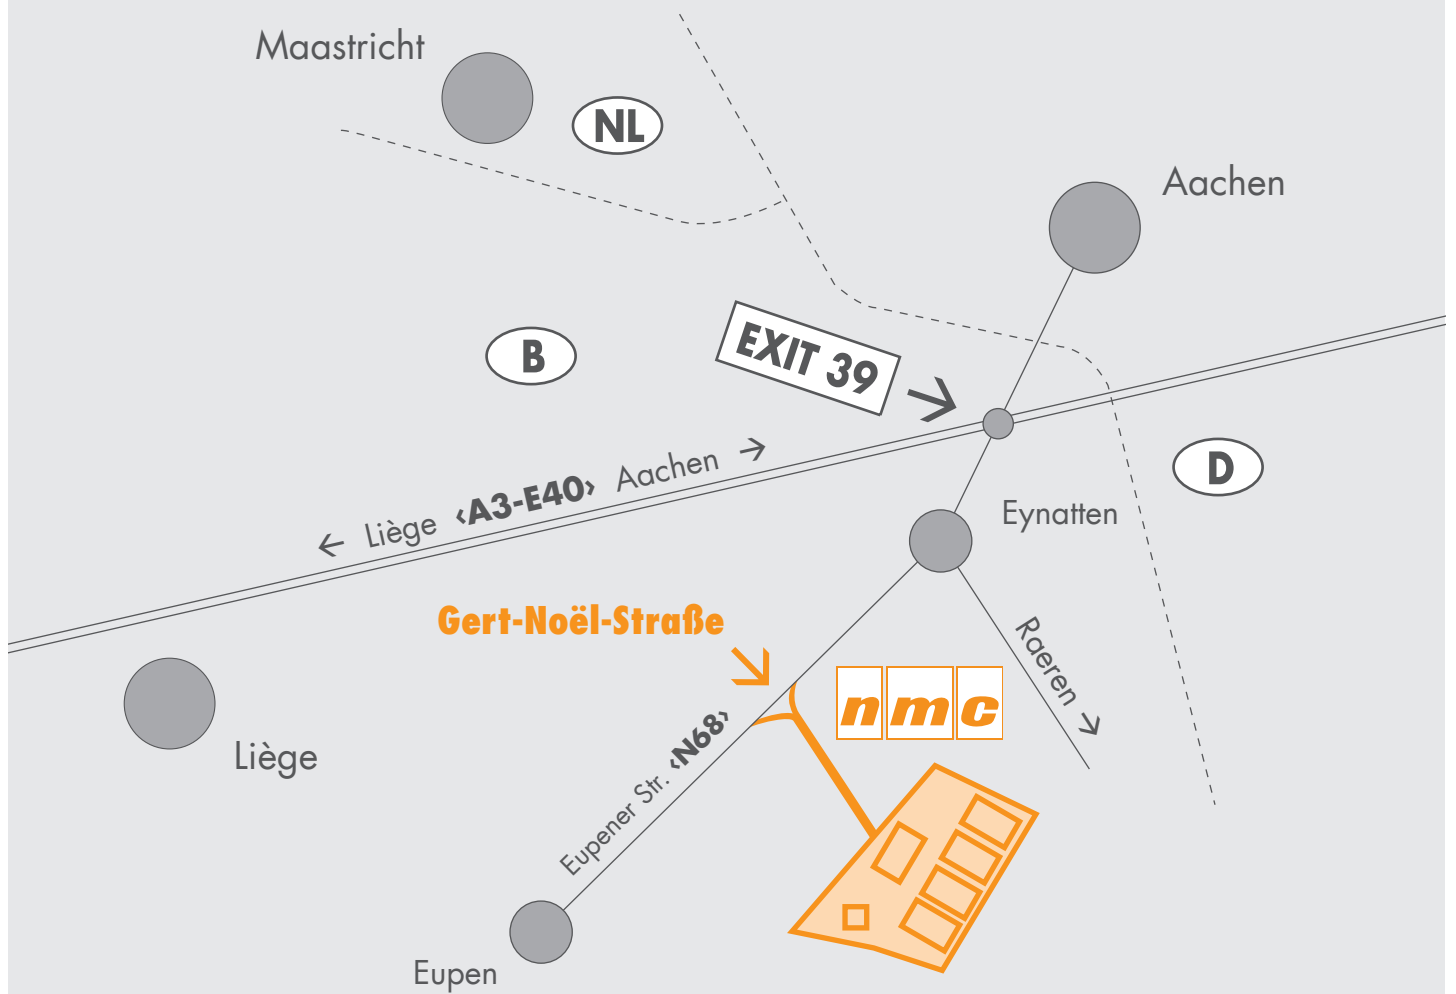 Maastricht
NL
Aachen
EXIT 39
B
D
← Liège ‹A3-E40› Aachen →
Eynatten
Gert-Noël-Straße
Raeren →
nmc
Liège
Eupener Str. ‹N68›
Eupen